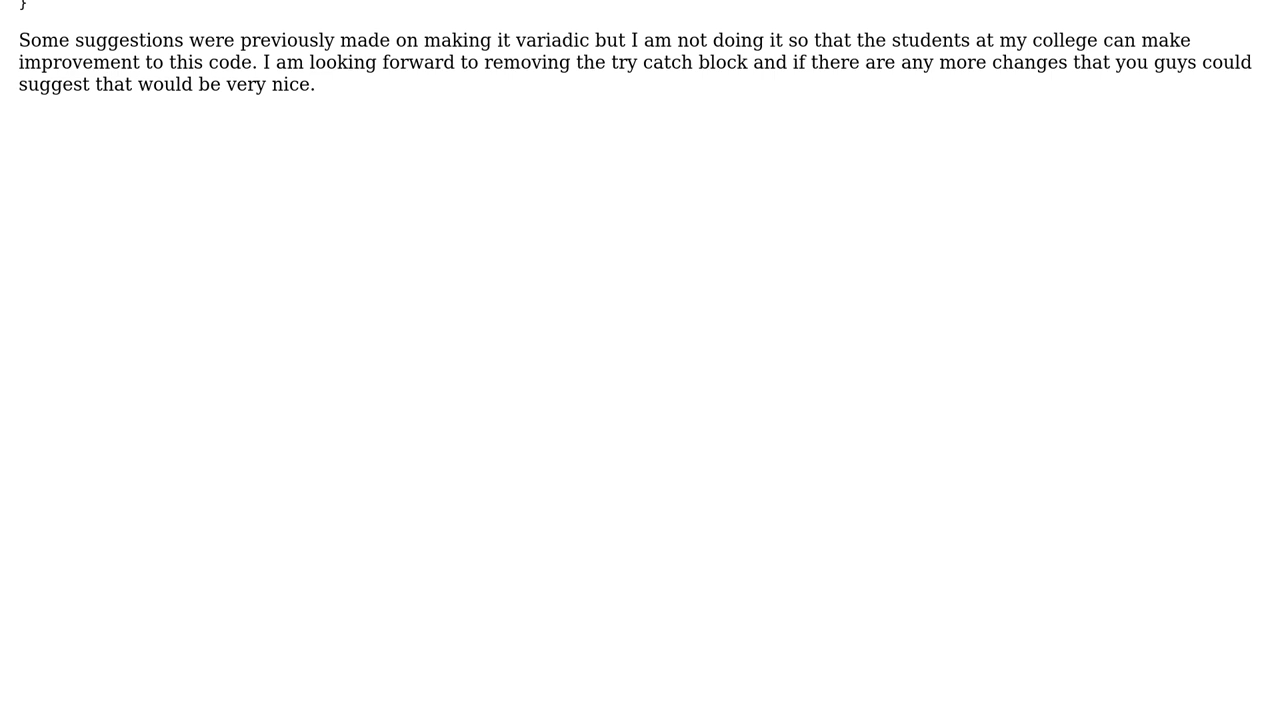 }
Some suggestions were previously made on making it variadic but I am not doing it so that the students at my college can make
improvement to this code. I am looking forward to removing the try catch block and if there are any more changes that you guys could
suggest that would be very nice.